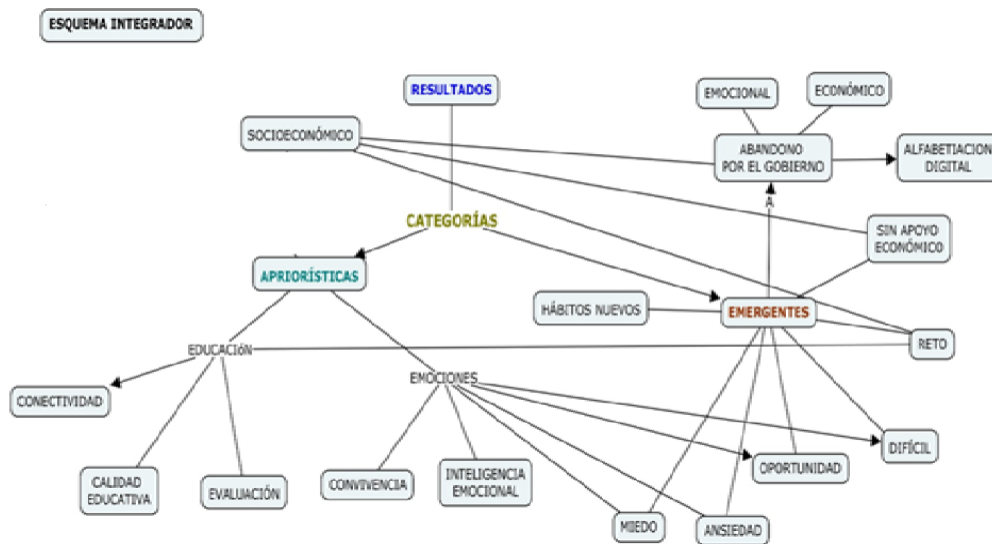 ESQUEMA INTEGRADOR
RESULTADOS
EMOCIONAL
ECONÓMICO
SOCIOECONÓMICO
ABANDONO
POR EL GOBIERNO
ALFABETIACION
DIGITAL
A
CATEGORÍAS
SIN APOYO
ECONÓMICO
APRIORÍSTICAS
HÁBITOS NUEVOS
EMERGENTES
RETO
EDUCACIóN
EMOCIONES
CONECTIVIDAD
DIFÍCIL
OPORTUNIDAD
CALIDAD
EDUCATIVA
EVALUACIÓN
CONVIVENCIA
INTELIGENCIA
EMOCIONAL
MIEDO
ANSIEDAD